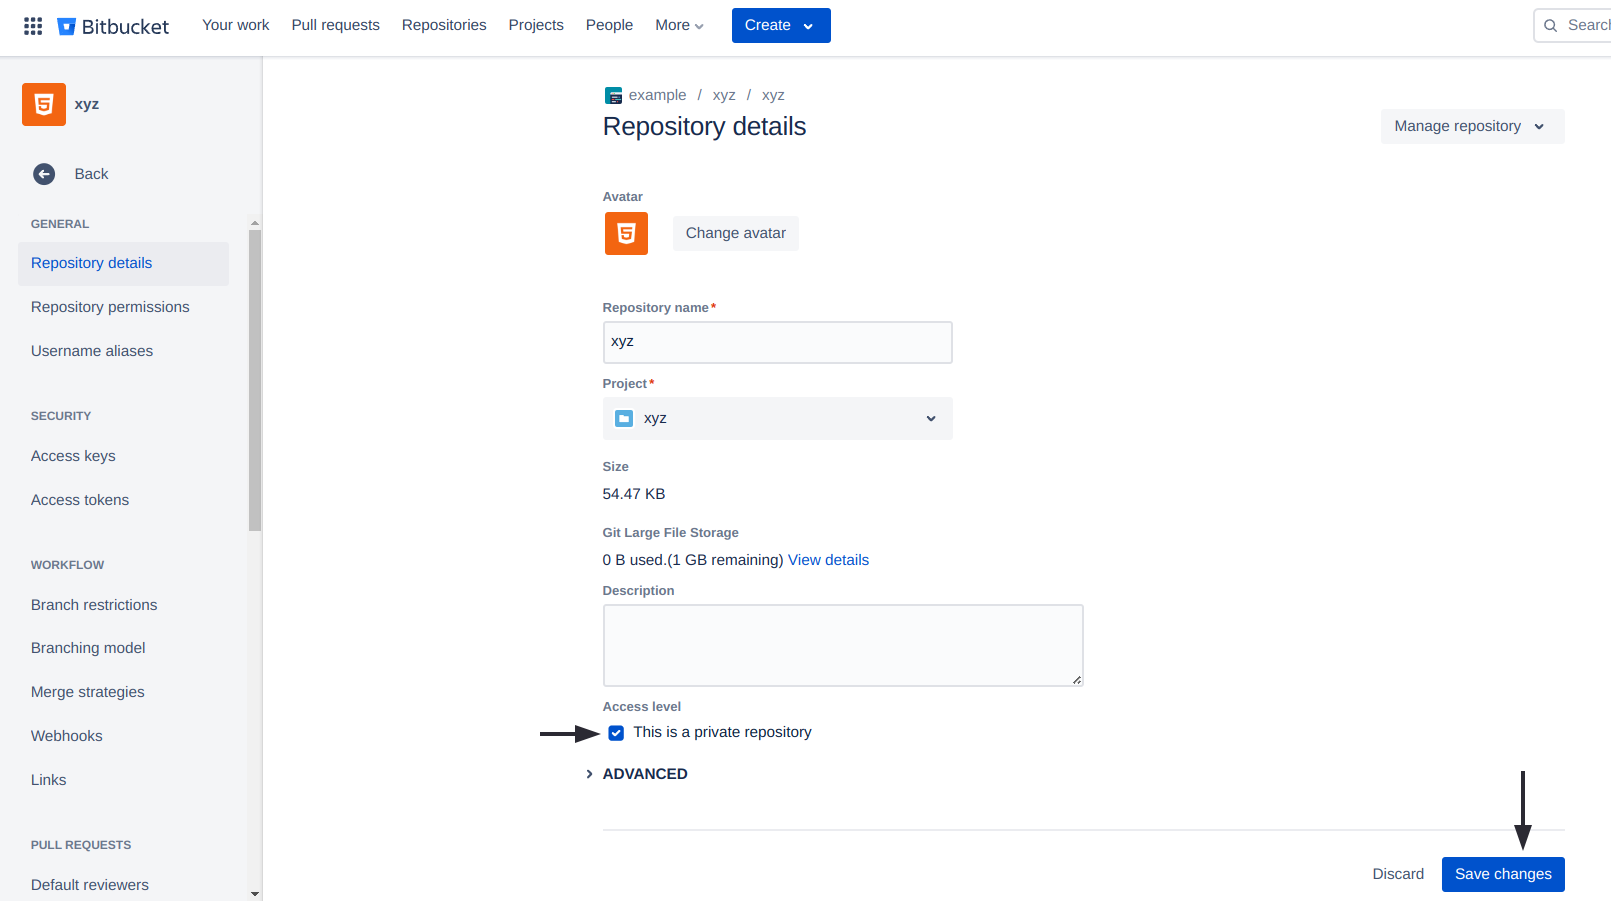 Bitbucket Your work Pull requests Repositories Projects People More Create Search
xyz
Back
GENERAL
Repository details
Repository permissions
Username aliases
SECURITY
Access keys
Access tokens
WORKFLOW
Branch restrictions
Branching model
Merge strategies
Webhooks
Links
PULL REQUESTS
Default reviewers
example / xyz / xyz
Repository details
Manage repository
Avatar
Change avatar
Repository name*
xyz
Project*
xyz
Size
54.47 KB
Git Large File Storage
0 B used.(1 GB remaining) View details
Description
Access level
This is a private repository
ADVANCED
Discard Save changes